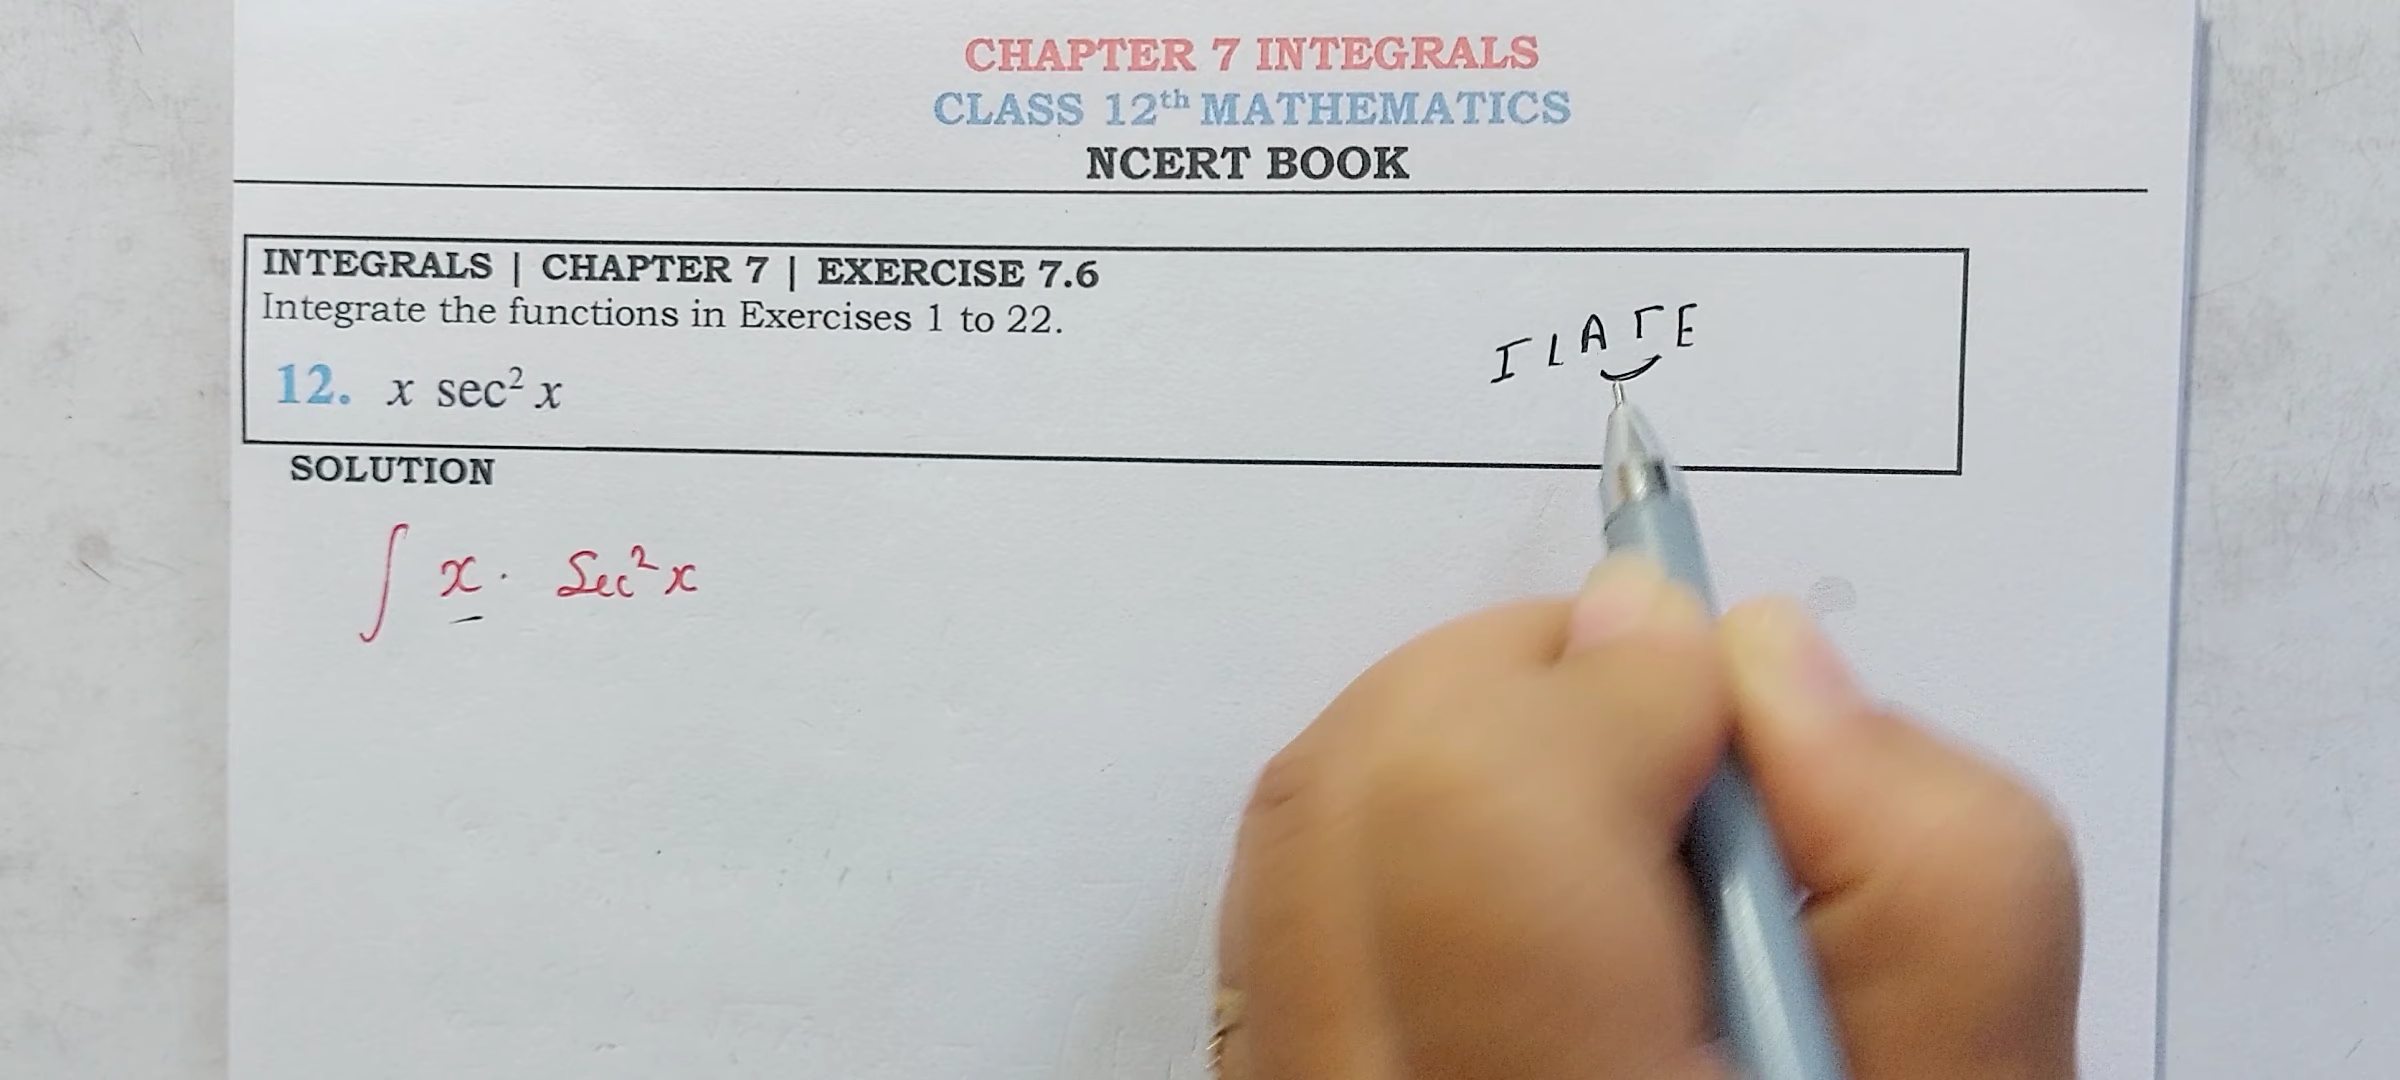 CHAPTER 7 INTEGRALS
CLASS 12th MATHEMATICS
NCERT BOOK
INTEGRALS | CHAPTER 7 | EXERCISE 7.6
Integrate the functions in Exercises 1 to 22.
ILATE
12. x sec² x
SOLUTION
∫ x · Sec²x